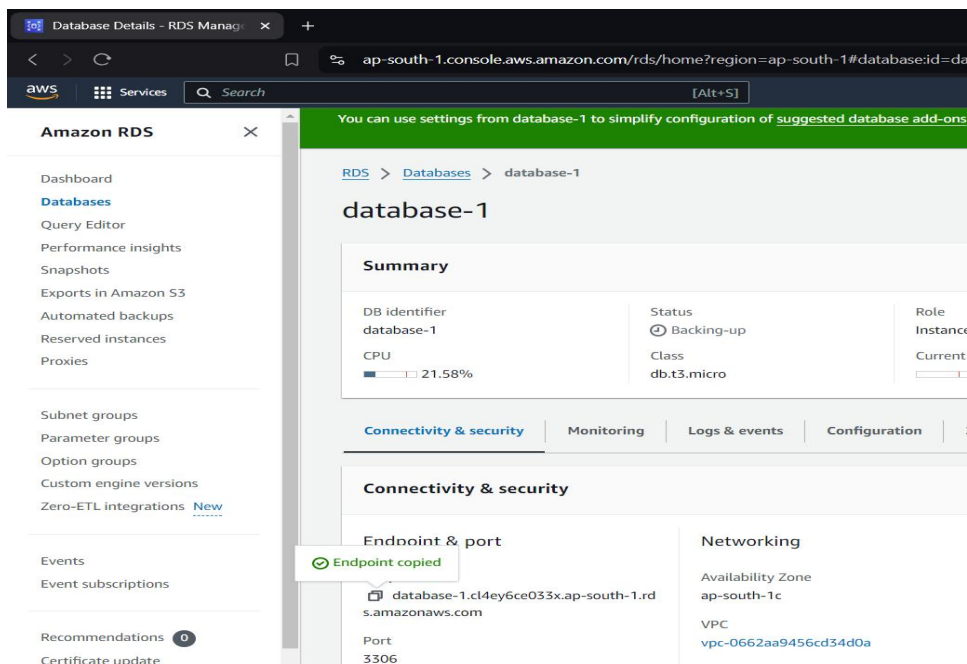 Database Details - RDS Manag
ap-south-1.console.aws.amazon.com/rds/home?region=ap-south-1#database:id=da
aws Services Search [Alt+S]
Amazon RDS
Dashboard
Databases
Query Editor
Performance insights
Snapshots
Exports in Amazon S3
Automated backups
Reserved instances
Proxies
Subnet groups
Parameter groups
Option groups
Custom engine versions
Zero-ETL integrations New
Events
Event subscriptions
Recommendations 0
Certificate update
You can use settings from database-1 to simplify configuration of suggested database add-ons
RDS > Databases > database-1
database-1
Summary
DB identifier
database-1
CPU
21.58%
Status
Backing-up
Class
db.t3.micro
Role
Instance
Current
Connectivity & security Monitoring Logs & events Configuration
Connectivity & security
Endpoint & port
Endpoint copied
database-1.cl4ey6ce033x.ap-south-1.rd
s.amazonaws.com
Port
3306
Networking
Availability Zone
ap-south-1c
VPC
vpc-0662aa9456cd34d0a